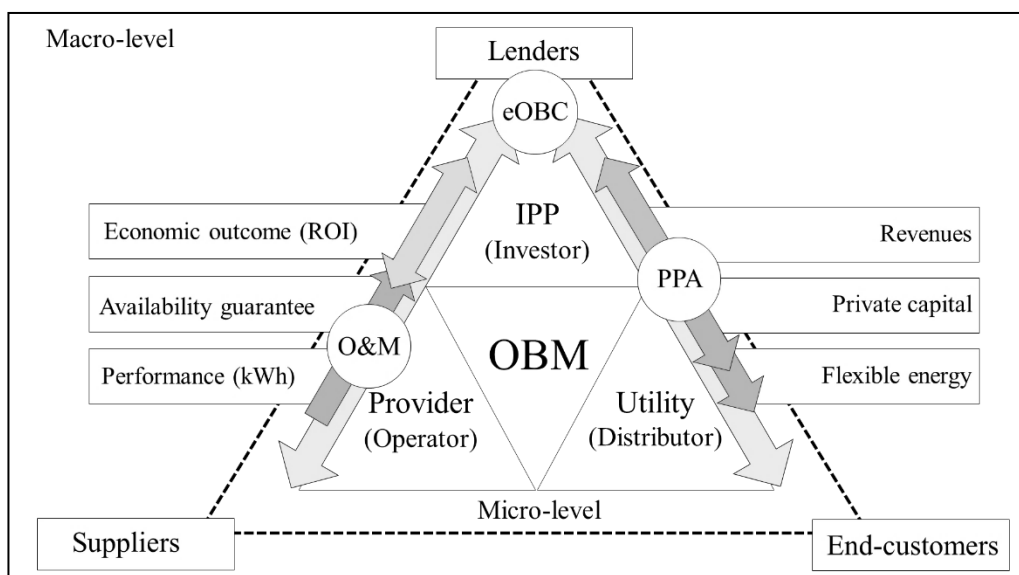 Macro-level
Lenders
eOBC
IPP
(Investor)
Economic outcome (ROI)
Availability guarantee
Performance (kWh)
Revenues
Private capital
Flexible energy
PPA
O&M
OBM
Provider
(Operator)
Utility
(Distributor)
Micro-level
Suppliers
End-customers